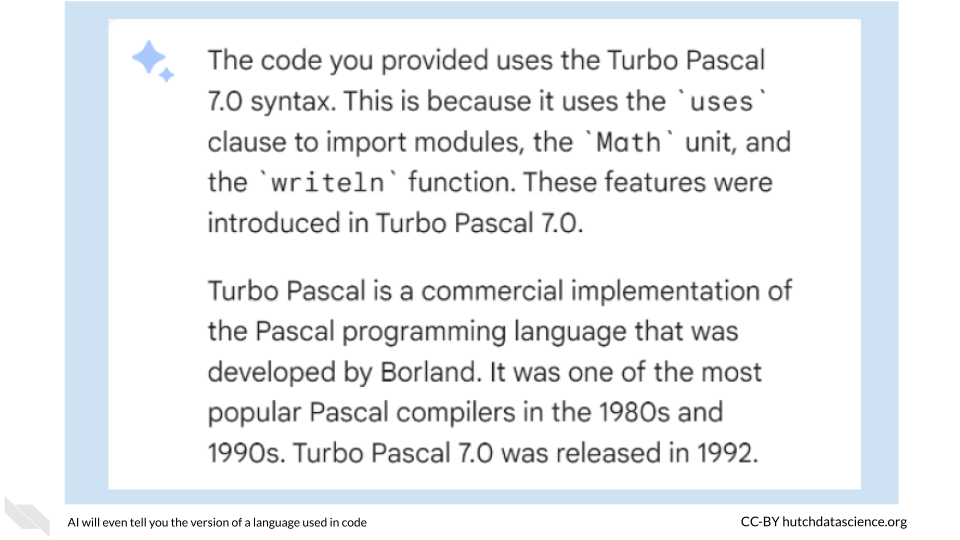 The code you provided uses the Turbo Pascal
7.0 syntax. This is because it uses the `uses`
clause to import modules, the `Math` unit, and
the `writeln` function. These features were
introduced in Turbo Pascal 7.0.
Turbo Pascal is a commercial implementation of
the Pascal programming language that was
developed by Borland. It was one of the most
popular Pascal compilers in the 1980s and
1990s. Turbo Pascal 7.0 was released in 1992.
AI will even tell you the version of a language used in code
CC-BY hutchdatascience.org